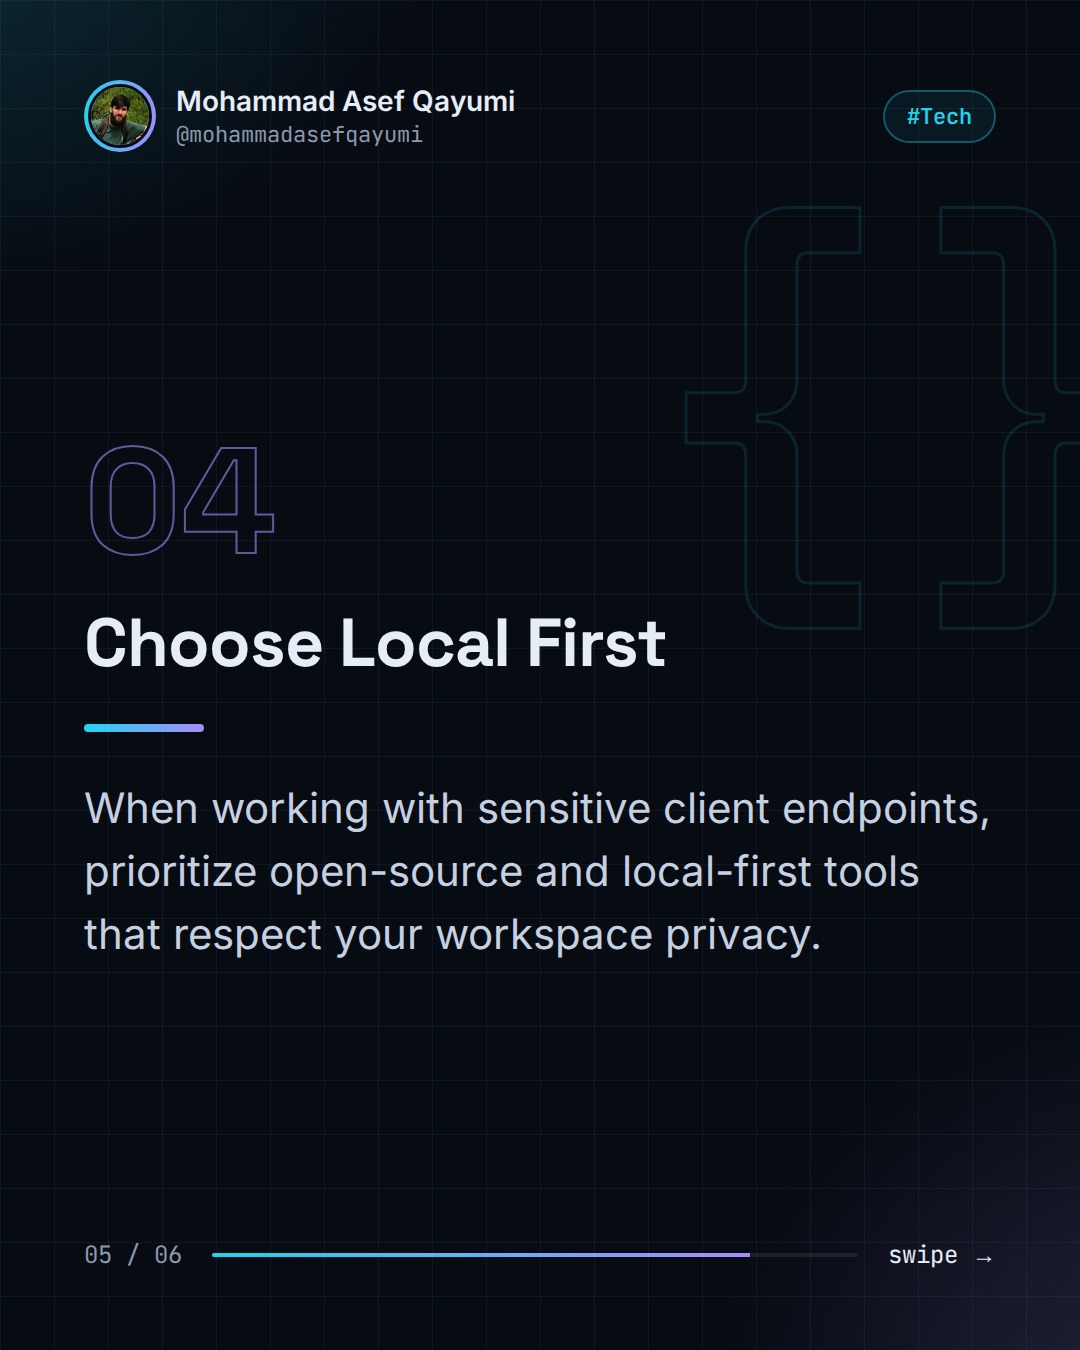 Mohammad Asef Qayumi
@mohammadasefqayumi
#Tech
{}
04
Choose Local First
When working with sensitive client endpoints,
prioritize open-source and local-first tools
that respect your workspace privacy.
05 / 06
swipe →